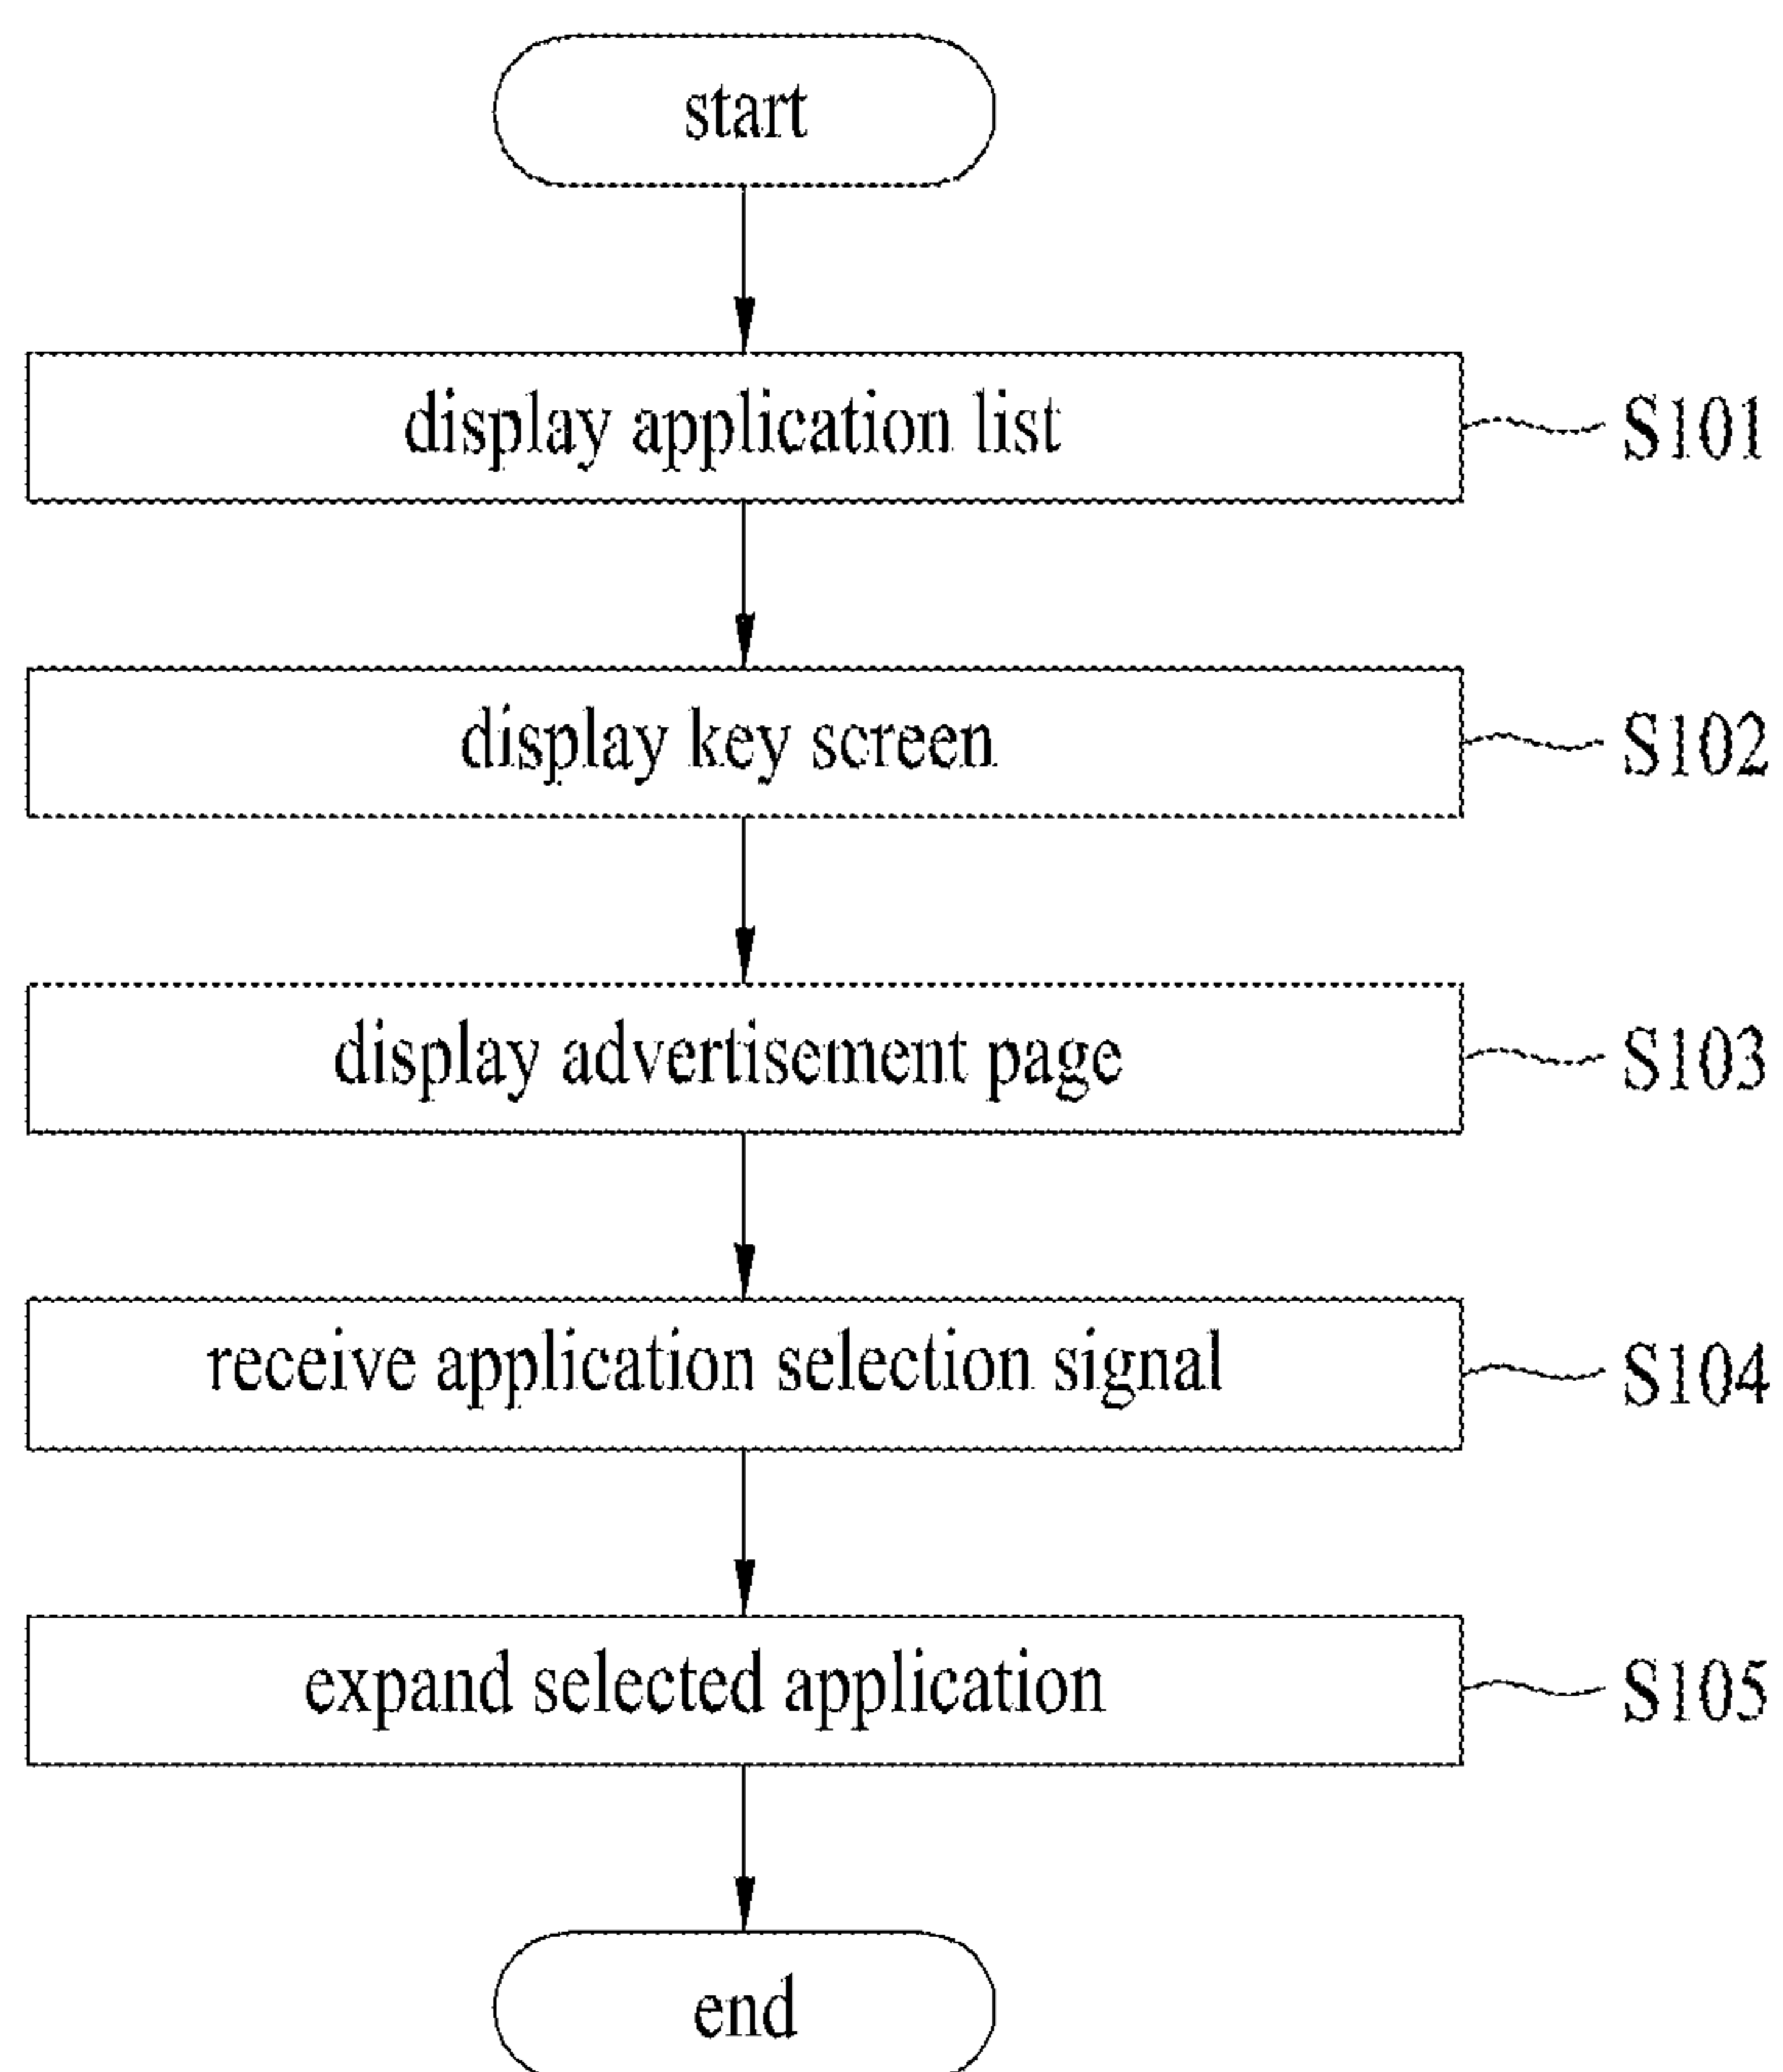 start
display application list S101
display key screen S102
display advertisement page S103
receive application selection signal S104
expand selected application S105
end